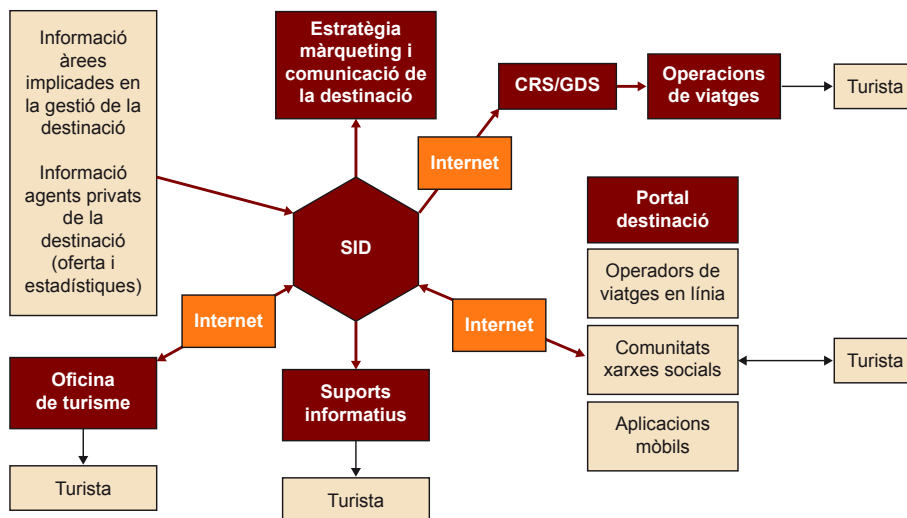 Informació
àrees
implicades en
la gestió de la
destinació
Informació
agents privats
de la
destinació
(oferta i
estadístiques)
Estratègia
màrqueting i
comunicació de
la destinació
CRS/GDS
Operacions
de viatges
Turista
Internet
SID
Portal
destinació
Operadors de
viatges en línia
Internet
Internet
Comunitats
xarxes socials
Turista
Oficina
de turisme
Suports
informatius
Aplicacions
mòbils
Turista
Turista